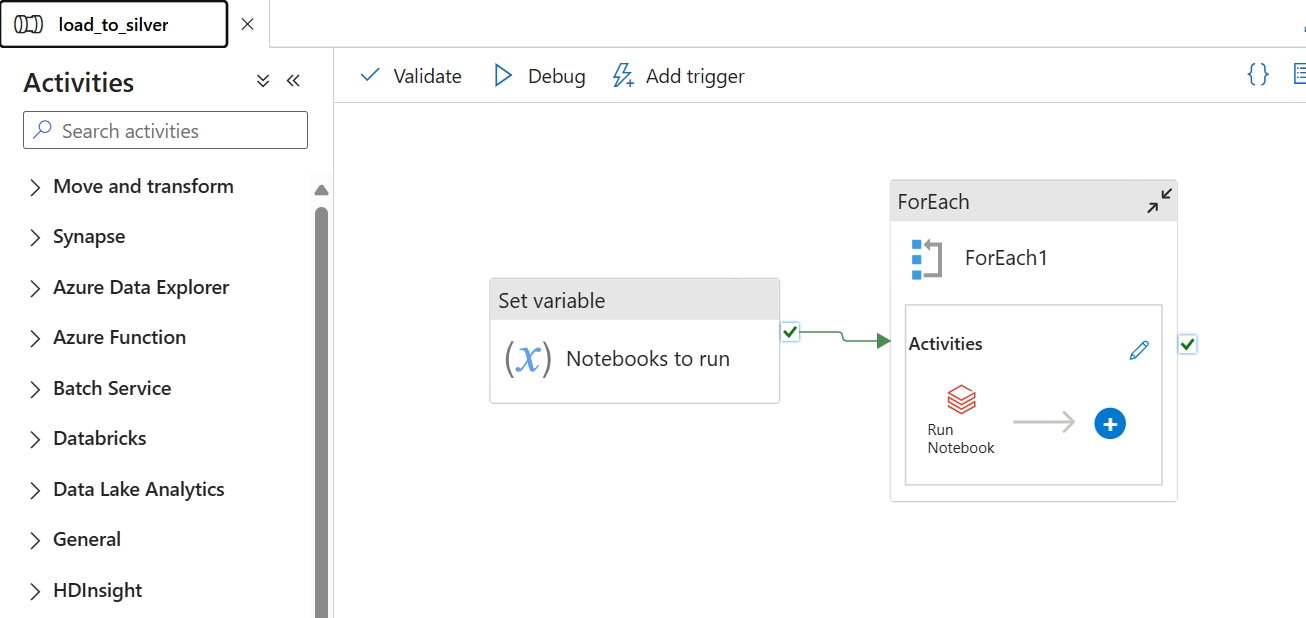 load_to_silver
Activities
Search activities
Move and transform
Synapse
Azure Data Explorer
Azure Function
Batch Service
Databricks
Data Lake Analytics
General
HDInsight
Validate
Debug
Add trigger
{}
Set variable
(x)
Notebooks to run
ForEach
ForEach1
Activities
Run
Notebook